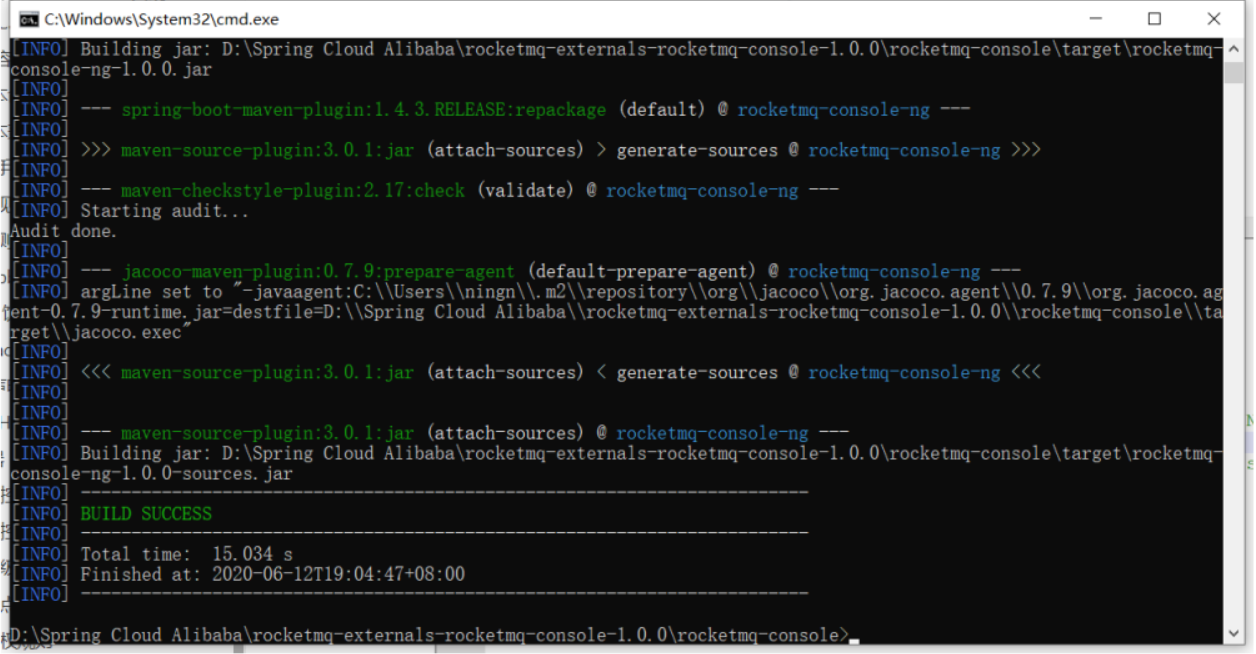 C:\Windows\System32\cmd.exe
[INFO] Building jar: D:\Spring Cloud Alibaba\rocketmq-externals-rocketmq-console-1.0.0\rocketmq-console\target\rocketmq-
console-ng-1.0.0.jar
[INFO]
[INFO] --- spring-boot-maven-plugin:1.4.3.RELEASE:repackage (default) @ rocketmq-console-ng ---
[INFO]
[INFO] >>> maven-source-plugin:3.0.1:jar (attach-sources) > generate-sources @ rocketmq-console-ng >>>
[INFO]
[INFO] --- maven-checkstyle-plugin:2.17:check (validate) @ rocketmq-console-ng ---
[INFO] Starting audit...
Audit done.
[INFO]
[INFO] --- jacoco-maven-plugin:0.7.9:prepare-agent (default-prepare-agent) @ rocketmq-console-ng ---
[INFO] argLine set to "-javaagent:C:\\Users\\ningn\\.m2\\repository\\org\\jacoco\\org.jacoco.agent\\0.7.9\\org.jacoco.ag
ent-0.7.9-runtime.jar=destfile=D:\\Spring Cloud Alibaba\\rocketmq-externals-rocketmq-console-1.0.0\\rocketmq-console\\ta
rget\\jacoco.exec"
[INFO]
[INFO] <<< maven-source-plugin:3.0.1:jar (attach-sources) < generate-sources @ rocketmq-console-ng <<<
[INFO]
[INFO]
[INFO] --- maven-source-plugin:3.0.1:jar (attach-sources) @ rocketmq-console-ng ---
[INFO] Building jar: D:\Spring Cloud Alibaba\rocketmq-externals-rocketmq-console-1.0.0\rocketmq-console\target\rocketmq-
console-ng-1.0.0-sources.jar
[INFO] ------------------------------------------------------------------------
[INFO] BUILD SUCCESS
[INFO] ------------------------------------------------------------------------
[INFO] Total time:  15.034 s
[INFO] Finished at: 2020-06-12T19:04:47+08:00
[INFO] ------------------------------------------------------------------------
D:\Spring Cloud Alibaba\rocketmq-externals-rocketmq-console-1.0.0\rocketmq-console>